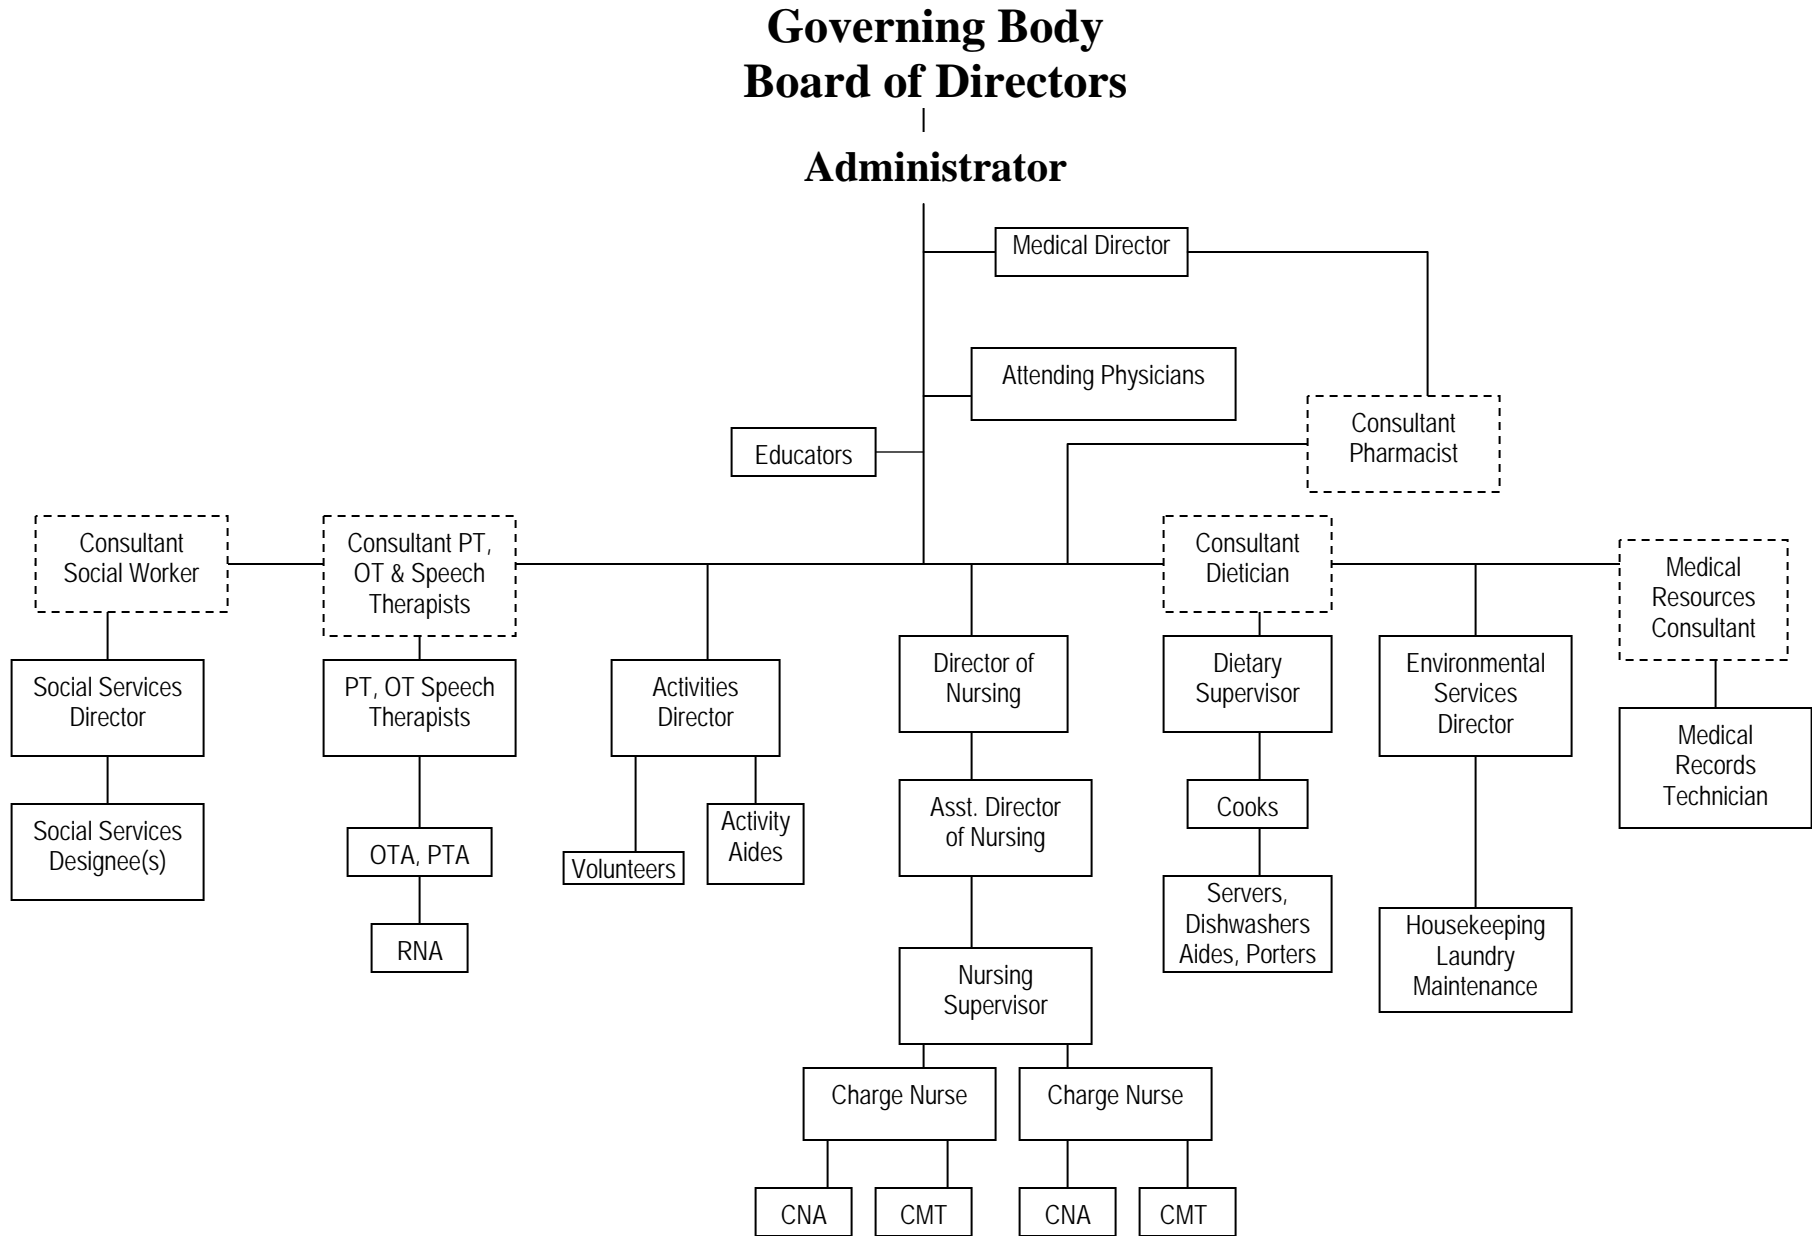 Governing Body
Board of Directors
Administrator
Medical Director
Attending Physicians
Educators
Consultant
Pharmacist
Consultant
Social Worker
Consultant PT,
OT & Speech
Therapists
Consultant
Dietician
Medical
Resources
Consultant
Social Services
Director
PT, OT Speech
Therapists
Activities
Director
Director of
Nursing
Dietary
Supervisor
Environmental
Services
Director
Medical
Records
Technician
Social Services
Designee(s)
OTA, PTA
RNA
Volunteers
Activity
Aides
Asst. Director
of Nursing
Cooks
Servers,
Dishwashers
Aides, Porters
Housekeeping
Laundry
Maintenance
Nursing
Supervisor
Charge Nurse
Charge Nurse
CNA
CMT
CNA
CMT